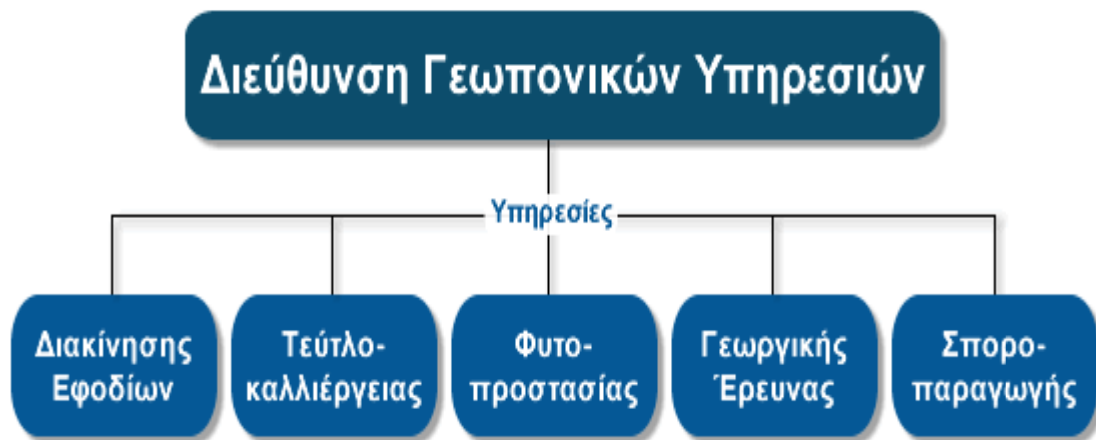 Διεύθυνση Γεωπονικών Υπηρεσιών
Υπηρεσίες
Διακίνησης
Εφοδίων
Τεύτλο-
καλλιέργειας
Φυτο-
προστασίας
Γεωργικής
Έρευνας
Σπορο-
παραγωγής